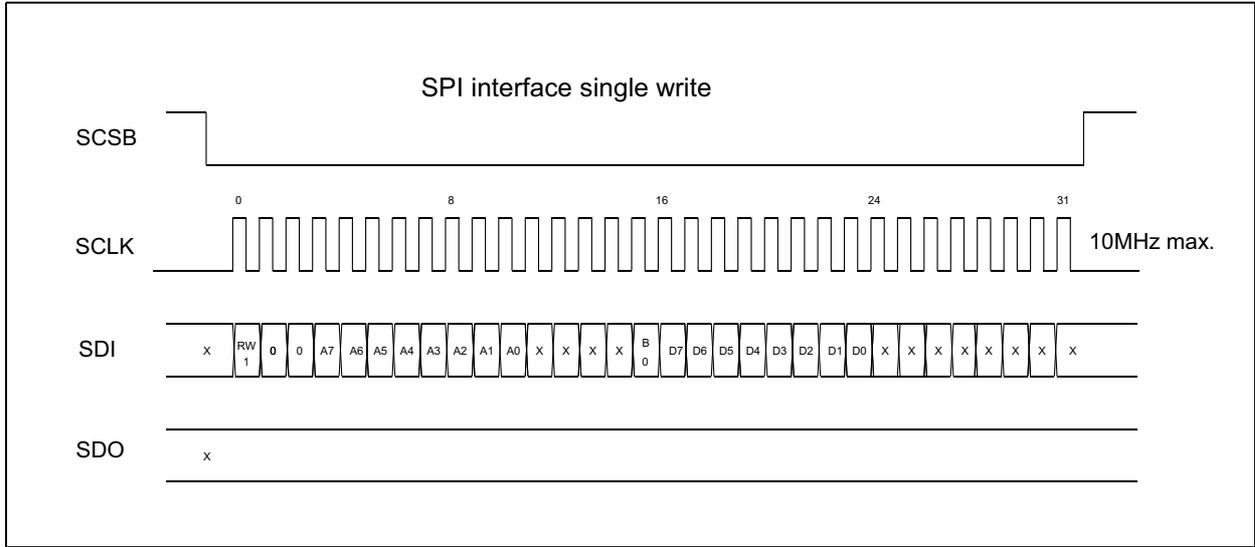 SPI interface single write
SCSB
0 8 16 24 31
SCLK
10MHz max.
SDI
X RW 0 0 A7 A6 A5 A4 A3 A2 A1 A0 X X X X B D7 D6 D5 D4 D3 D2 D1 D0 X X X X X X X X
1 0
SDO
X